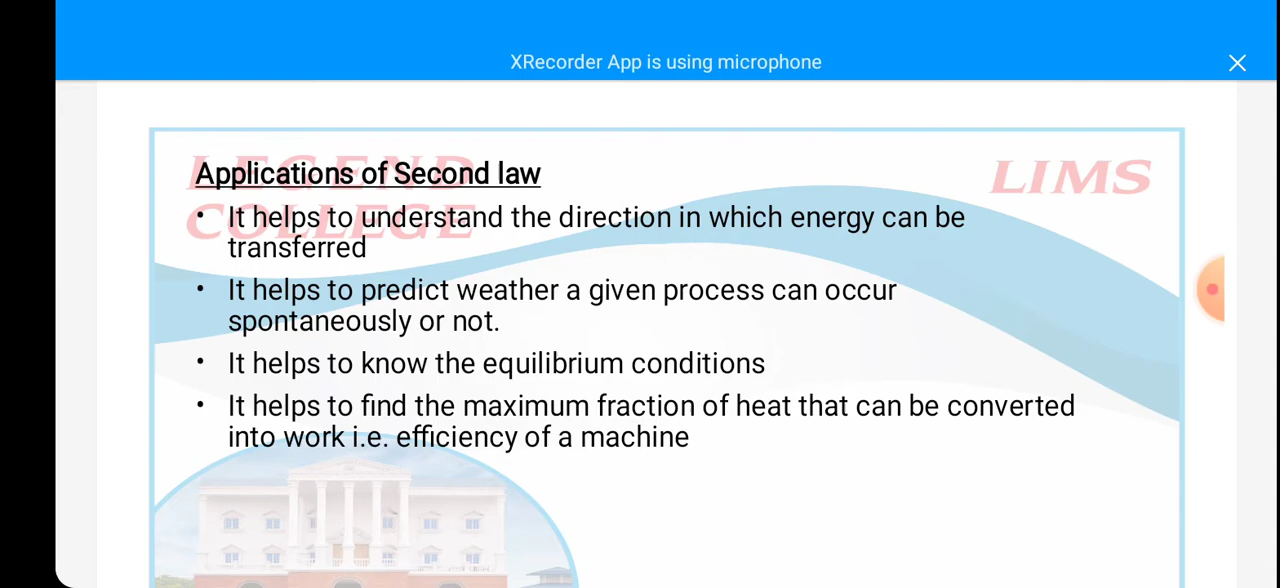 XRecorder App is using microphone
LEGEND
COLLEGE
LIMS
Applications of Second law
• It helps to understand the direction in which energy can be
transferred
• It helps to predict weather a given process can occur
spontaneously or not.
• It helps to know the equilibrium conditions
• It helps to find the maximum fraction of heat that can be converted
into work i.e. efficiency of a machine